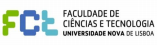 FCt
FACULDADE DE
CIÊNCIAS E TECNOLOGIA
UNIVERSIDADE NOVA DE LISBOA